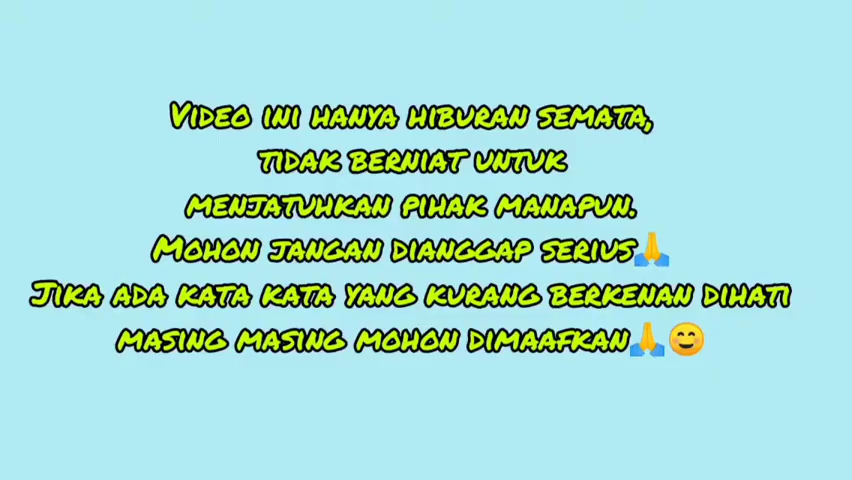 Video ini hanya hiburan semata,
tidak berniat untuk
menjatuhkan pihak manapun.
Mohon jangan dianggap serius🙏
Jika ada kata kata yang kurang berkenan dihati
masing masing mohon dimaafkan🙏😊